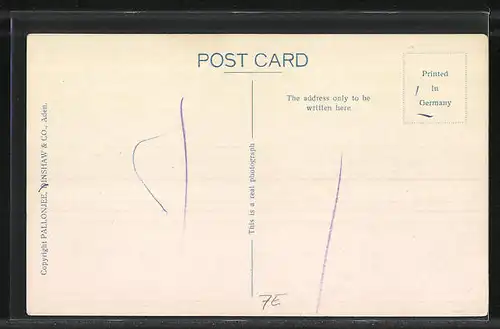 POST CARD
Copyright PALLONJEE, DINSHAW & CO., Aden.
This is a real photograph
The address only to be
written here.
Printed
in
Germany
7E